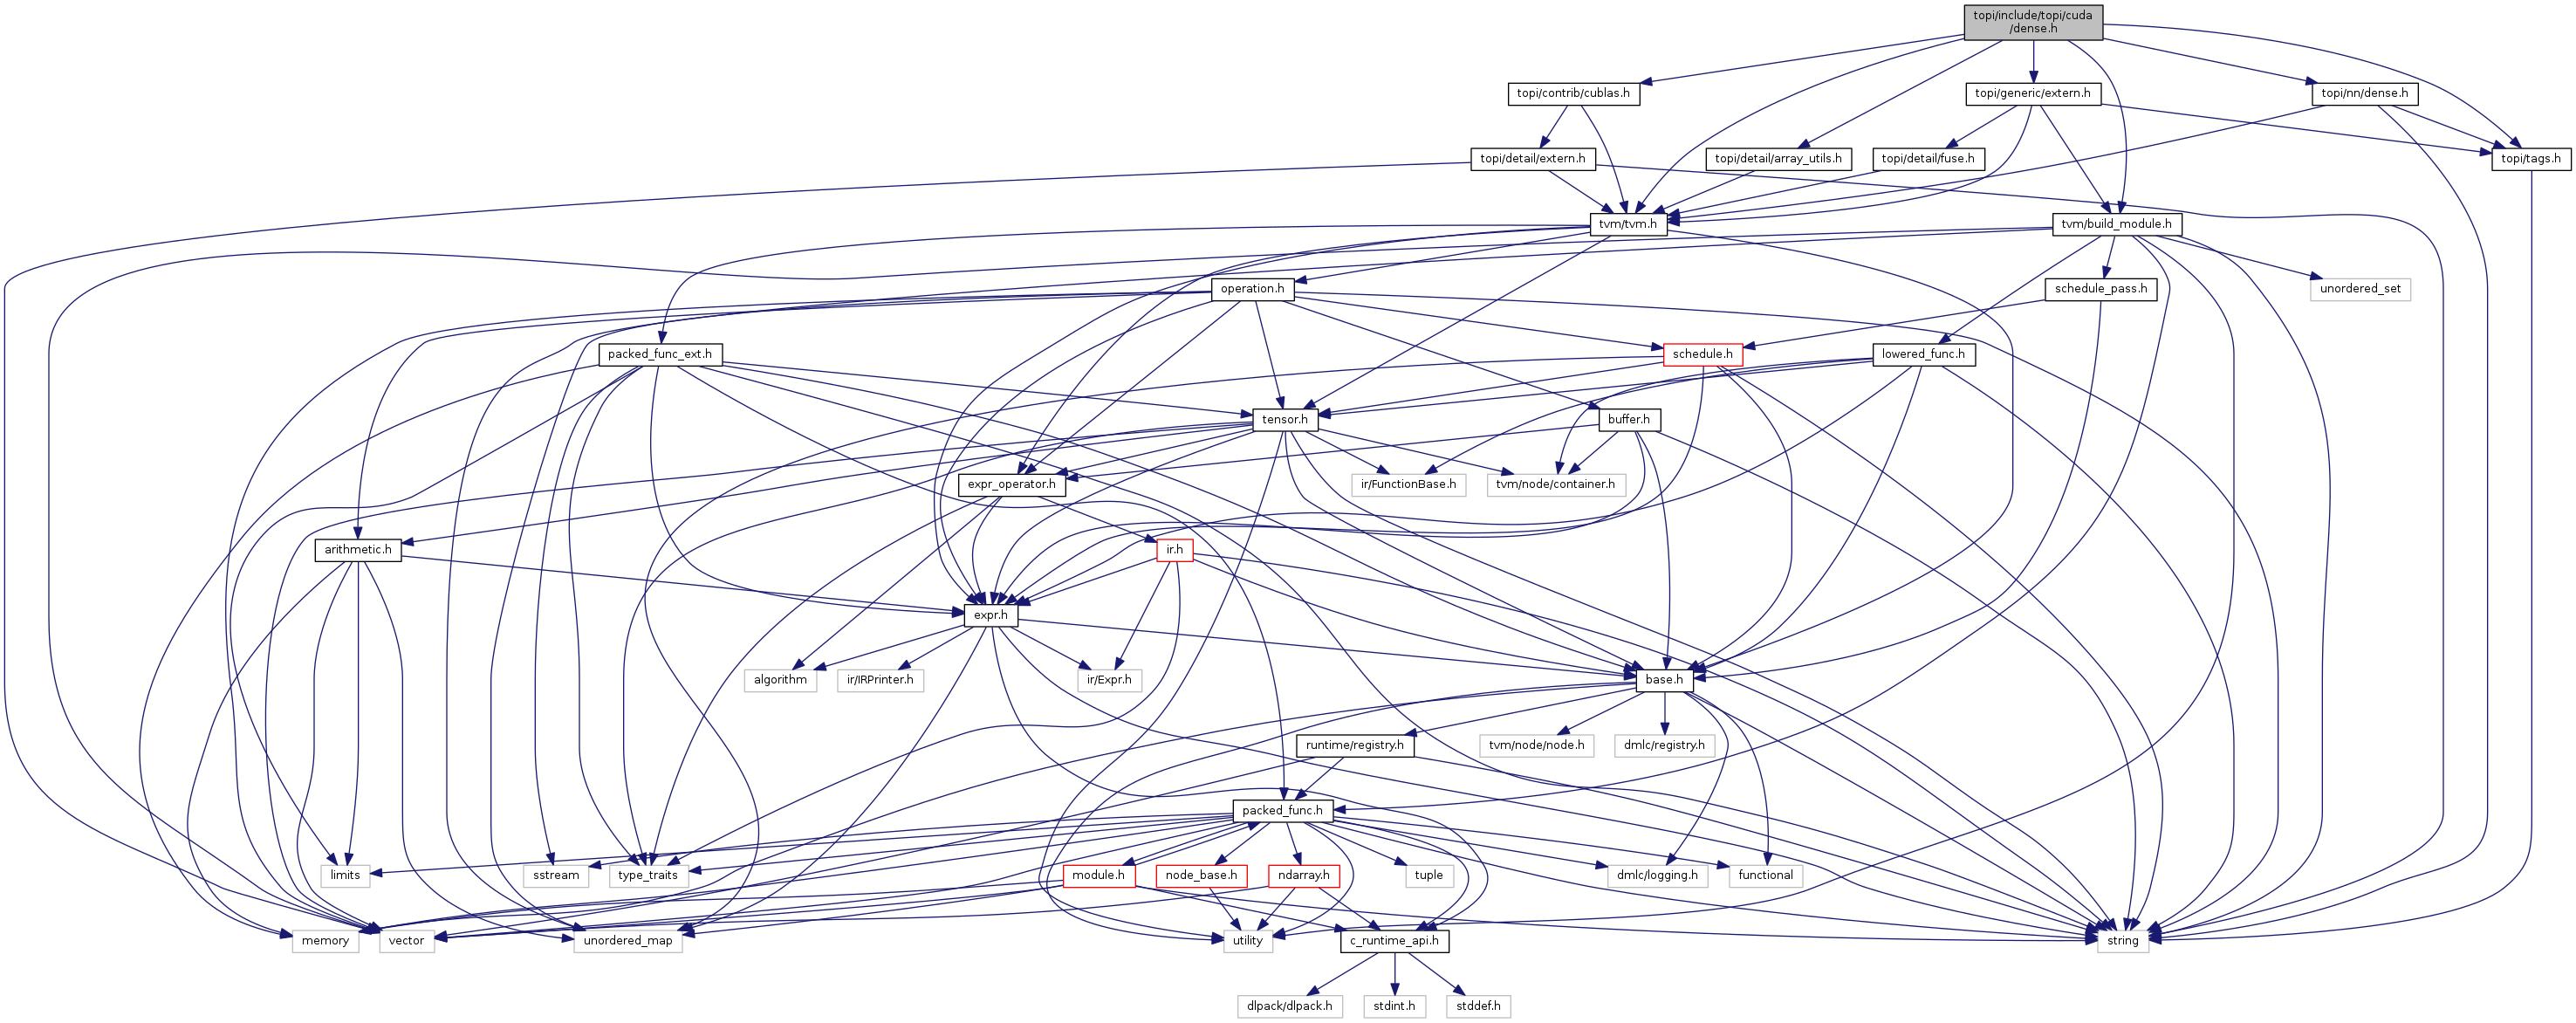 topi/include/topi/cuda
/dense.h
topi/contrib/cublas.h
topi/generic/extern.h
topi/nn/dense.h
topi/detail/extern.h
topi/detail/array_utils.h
topi/detail/fuse.h
topi/tags.h
tvm/tvm.h
tvm/build_module.h
operation.h
schedule_pass.h
unordered_set
packed_func_ext.h
schedule.h
lowered_func.h
tensor.h
buffer.h
expr_operator.h
ir/FunctionBase.h
tvm/node/container.h
arithmetic.h
ir.h
expr.h
algorithm
ir/IRPrinter.h
ir/Expr.h
base.h
runtime/registry.h
tvm/node/node.h
dmlc/registry.h
packed_func.h
limits
sstream
type_traits
module.h
node_base.h
ndarray.h
tuple
dmlc/logging.h
functional
memory
vector
unordered_map
utility
c_runtime_api.h
string
dlpack/dlpack.h
stdint.h
stddef.h